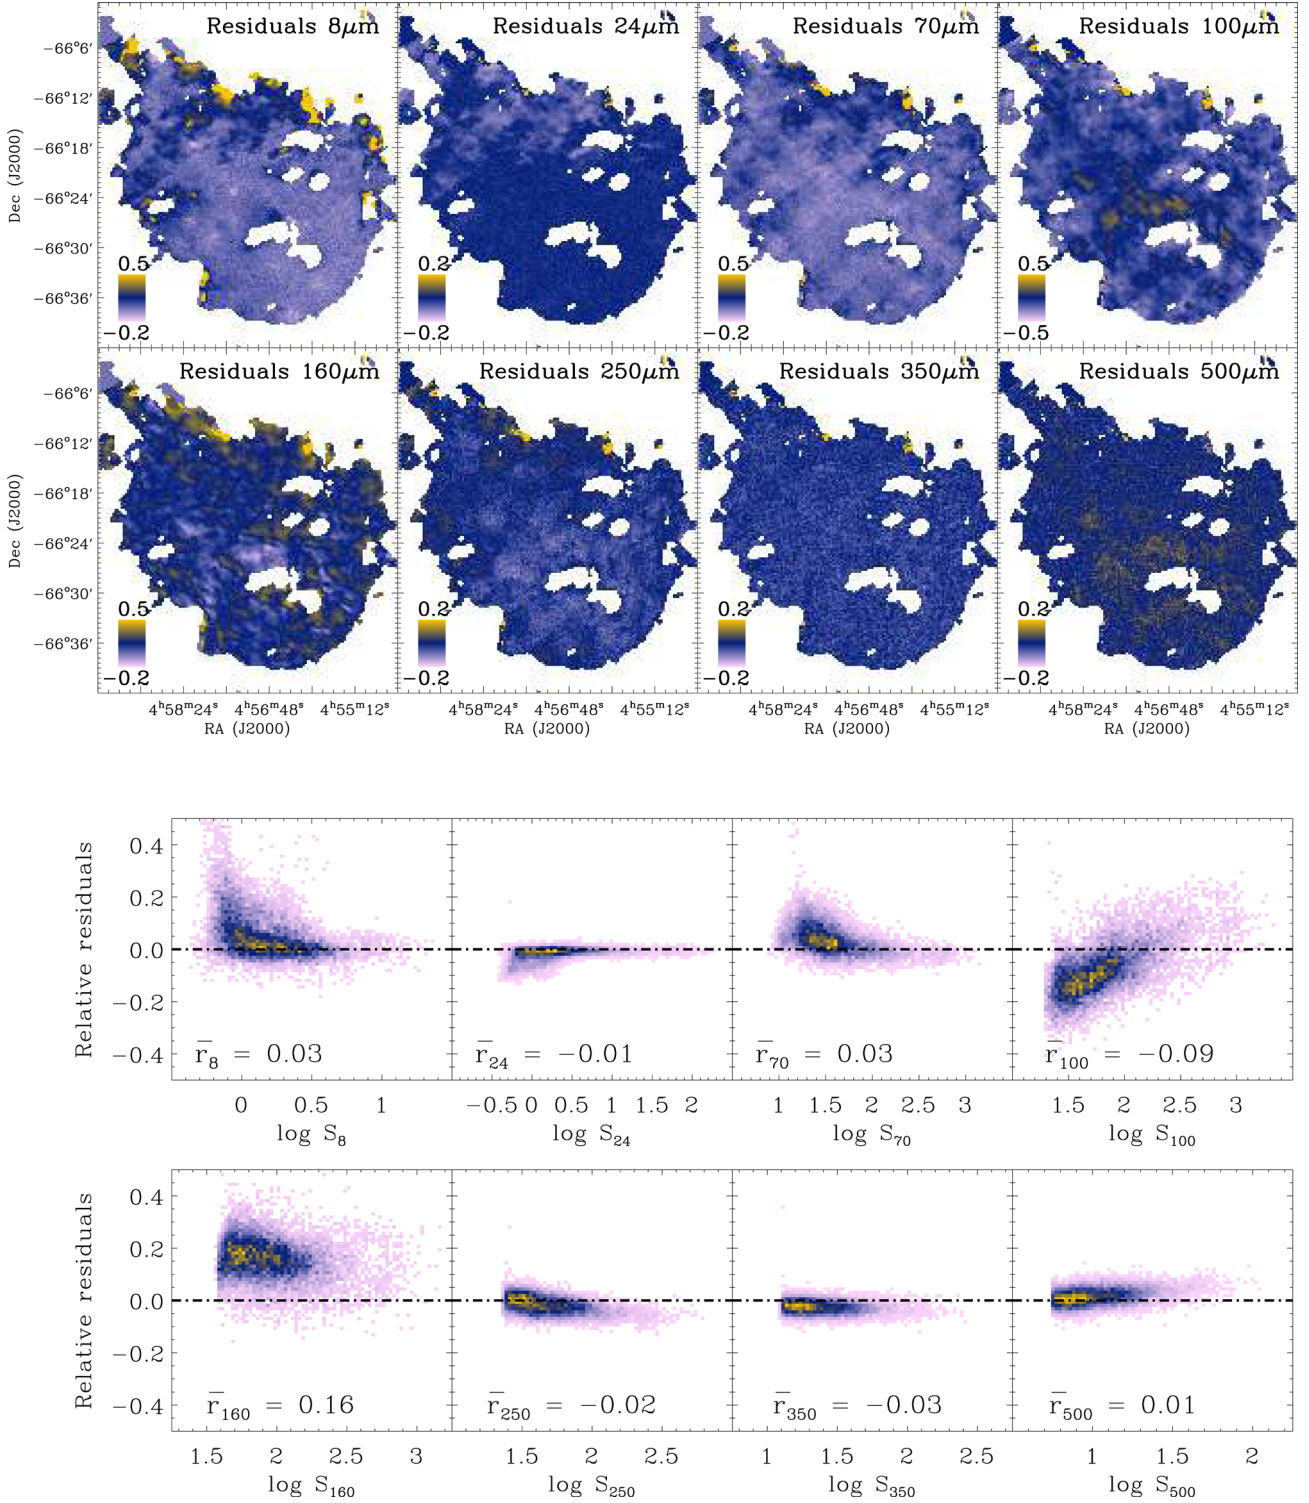 Residuals 8μm
Residuals 24μm
Residuals 70μm
Residuals 100μm
−66°6′
−66°12′
−66°18′
−66°24′
−66°30′
−66°36′
Dec (J2000)
0.5
−0.2
0.2
−0.2
0.2
−0.2
0.5
−0.5
Residuals 160μm
Residuals 250μm
Residuals 350μm
Residuals 500μm
−66°6′
−66°12′
−66°18′
−66°24′
−66°30′
−66°36′
Dec (J2000)
0.5
−0.2
0.2
−0.2
0.2
−0.2
0.2
−0.2
4h58m24s 4h56m48s 4h55m12s
4h58m24s 4h56m48s 4h55m12s
4h58m24s 4h56m48s 4h55m12s
4h58m24s 4h56m48s 4h55m12s
RA (J2000)
RA (J2000)
RA (J2000)
RA (J2000)
Relative residuals
0.4
0.2
0.0
−0.2
−0.4
r̄8 = 0.03
r̄24 = −0.01
r̄70 = 0.03
r̄100 = −0.09
0 0.5 1
−0.5 0 0.5 1 1.5 2
1 1.5 2 2.5 3
1.5 2 2.5 3
log S8
log S24
log S70
log S100
Relative residuals
0.4
0.2
0.0
−0.2
−0.4
r̄160 = 0.16
r̄250 = −0.02
r̄350 = −0.03
r̄500 = 0.01
1.5 2 2.5 3
1.5 2 2.5
1 1.5 2 2.5
1 1.5 2
log S160
log S250
log S350
log S500